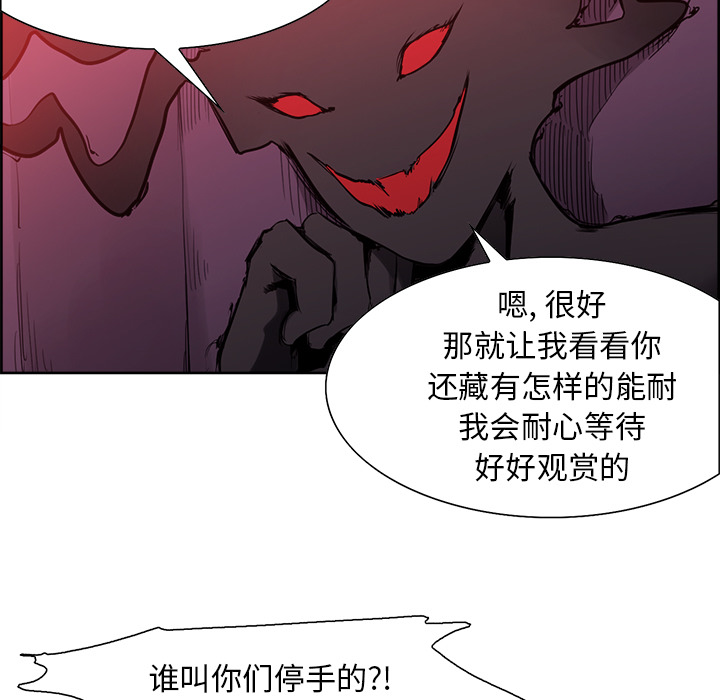 嗯, 很好
那就让我看看你
还藏有怎样的能耐
我会耐心等待
好好观赏的
谁叫你们停手的?!